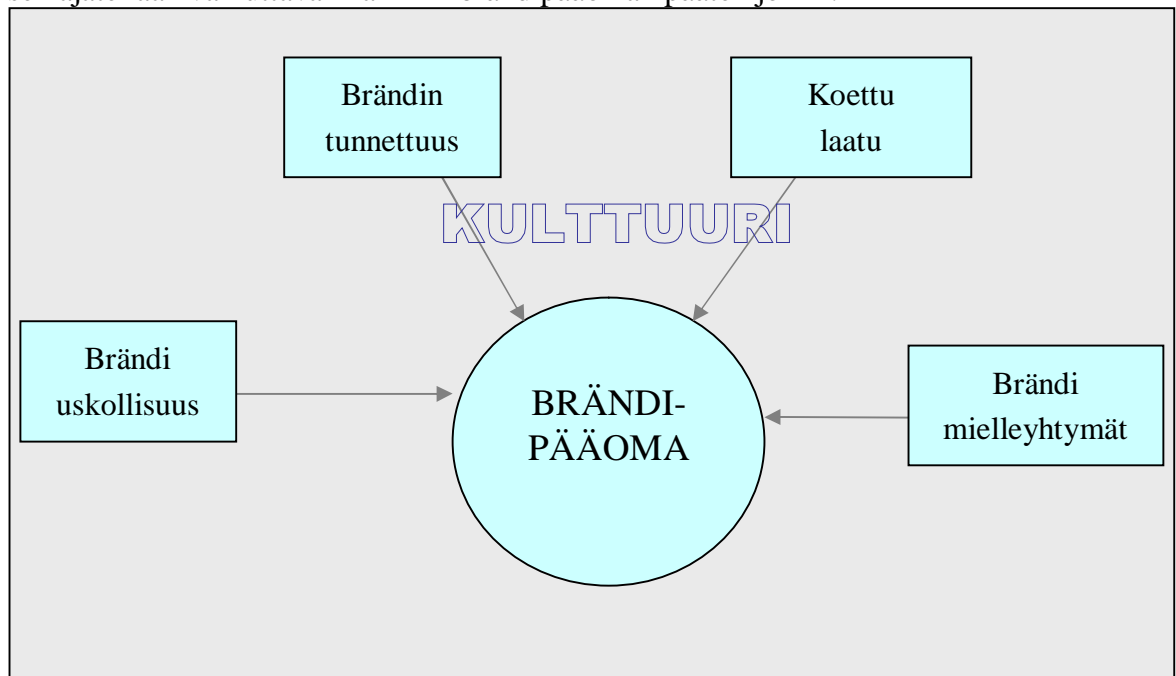 Brändin
tunnettuus
Koettu
laatu
KULTTUURI
Brändi
uskollisuus
BRÄNDI-
PÄÄOMA
Brändi
mielleyhtymät